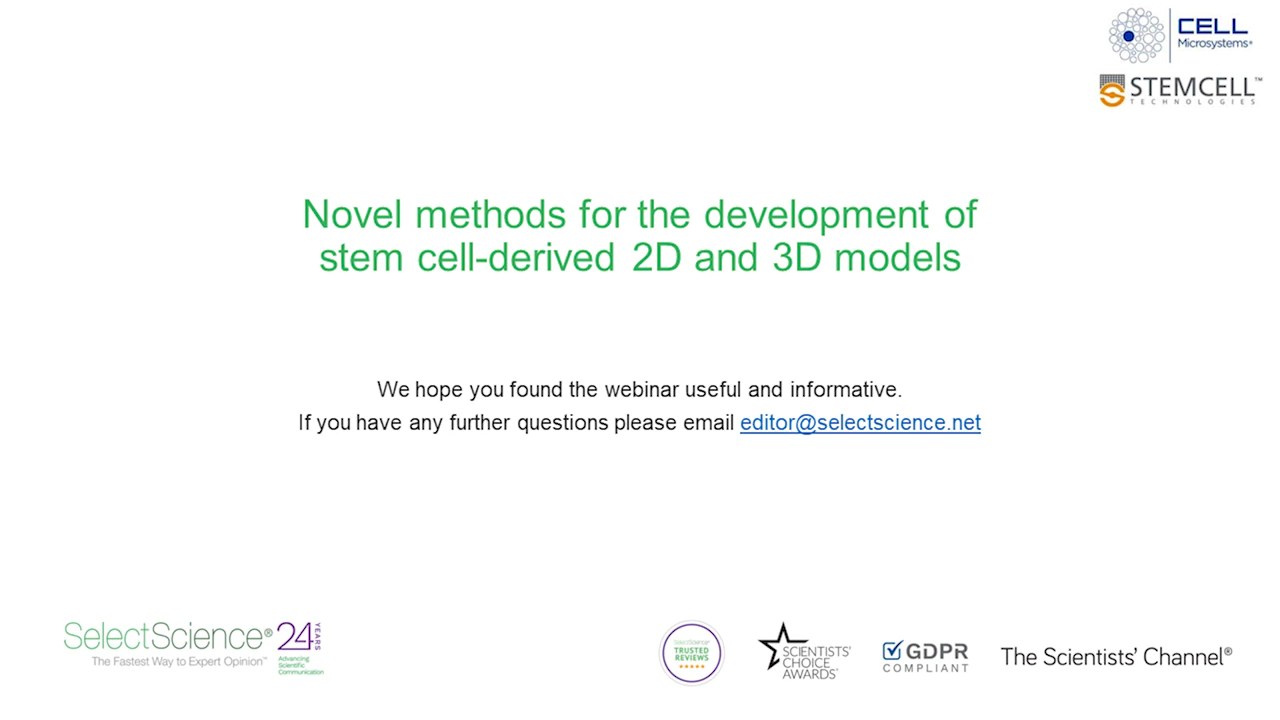 CELL
Microsystems®
STEMCELL™
TECHNOLOGIES
Novel methods for the development of
stem cell-derived 2D and 3D models
We hope you found the webinar useful and informative.
If you have any further questions please email editor@selectscience.net
SelectScience® 24 YEARS
The Fastest Way to Expert Opinion™
Advancing
Scientific
Communication
SelectScience®
TRUSTED
REVIEWS
SCIENTISTS'
CHOICE
AWARDS®
GDPR
COMPLIANT
The Scientists' Channel®